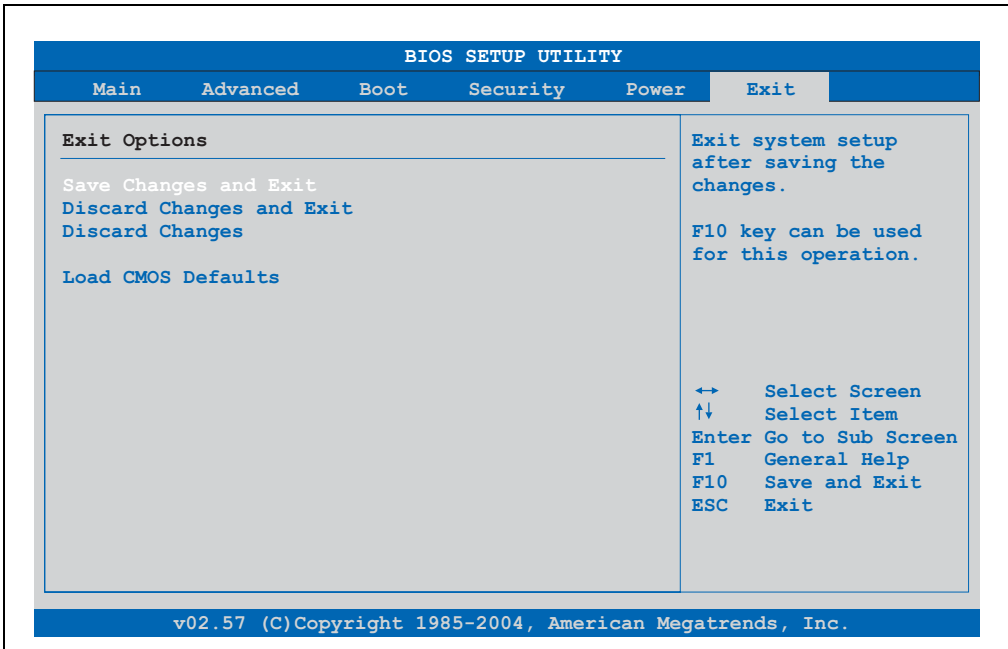 BIOS SETUP UTILITY
Main Advanced Boot Security Power Exit
Exit Options
Save Changes and Exit
Discard Changes and Exit
Discard Changes
Load CMOS Defaults
Exit system setup
after saving the
changes.
F10 key can be used
for this operation.
←→ Select Screen
↑↓ Select Item
Enter Go to Sub Screen
F1 General Help
F10 Save and Exit
ESC Exit
v02.57 (C)Copyright 1985-2004, American Megatrends, Inc.